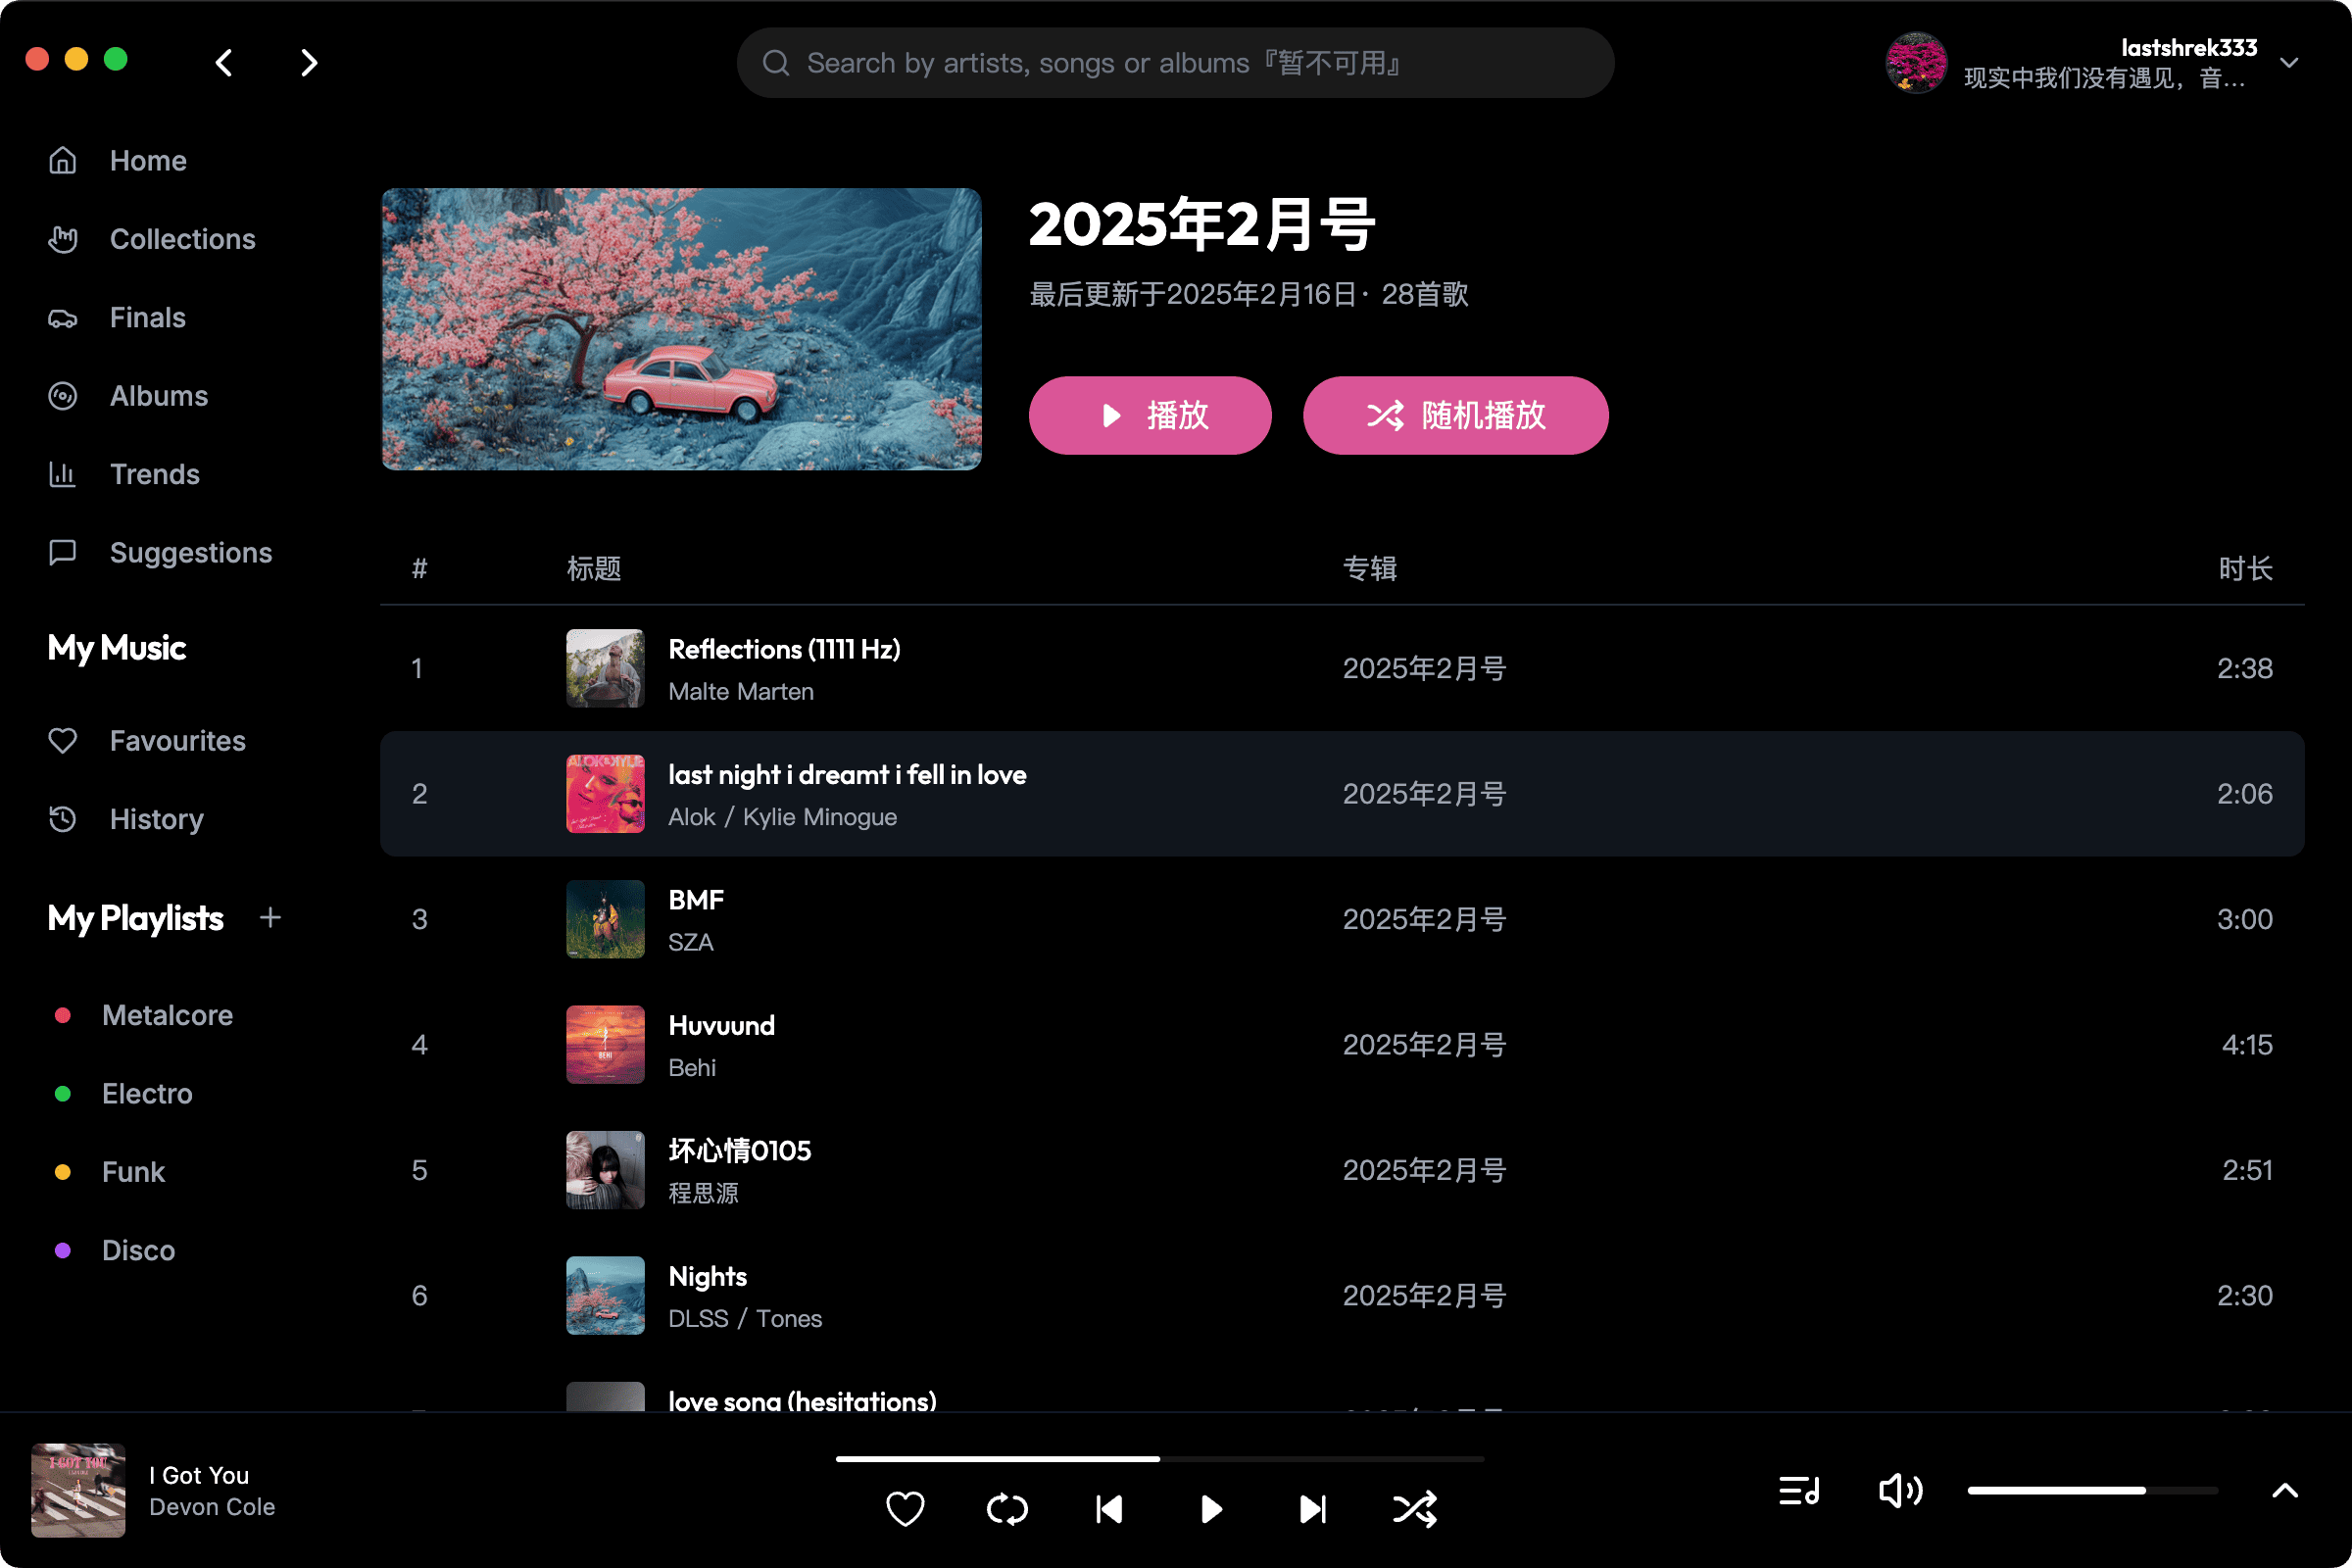 Search by artists, songs or albums『暂不可用』
lastshrek333
现实中我们没有遇见，音...
Home
Collections
Finals
Albums
Trends
Suggestions
My Music
Favourites
History
My Playlists
Metalcore
Electro
Funk
Disco
2025年2月号
最后更新于2025年2月16日· 28首歌
播放
随机播放
# 标题 专辑 时长
1 Reflections (1111 Hz) 2025年2月号 2:38
Malte Marten
2 last night i dreamt i fell in love 2025年2月号 2:06
Alok / Kylie Minogue
3 BMF 2025年2月号 3:00
SZA
4 Huvuund 2025年2月号 4:15
Behi
5 坏心情0105 2025年2月号 2:51
程思源
6 Nights 2025年2月号 2:30
DLSS / Tones
love song (hesitations)
I GOT YOU
I Got You
Devon Cole